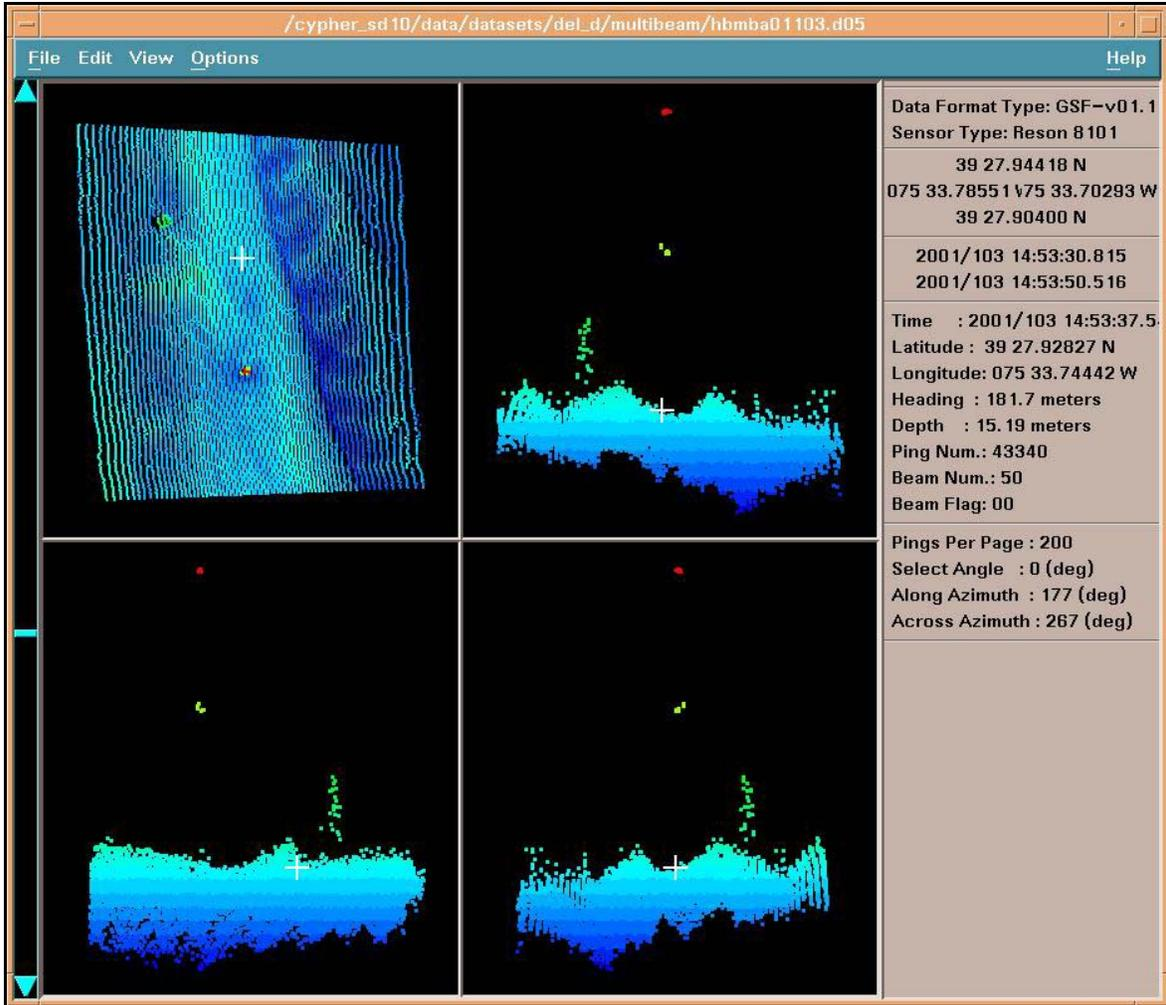 /cypher_sd10/data/datasets/del_d/multibeam/hbmba01103.d05
File Edit View Options Help
Data Format Type: GSF-v01.1
Sensor Type: Reson 8101
39 27.94418 N
075 33.78551 75 33.70293 W
39 27.90400 N
2001/103 14:53:30.815
2001/103 14:53:50.516
Time : 2001/103 14:53:37.5
Latitude : 39 27.92827 N
Longitude: 075 33.74442 W
Heading : 181.7 meters
Depth : 15.19 meters
Ping Num.: 43340
Beam Num.: 50
Beam Flag: 00
Pings Per Page : 200
Select Angle : 0 (deg)
Along Azimuth : 177 (deg)
Across Azimuth : 267 (deg)